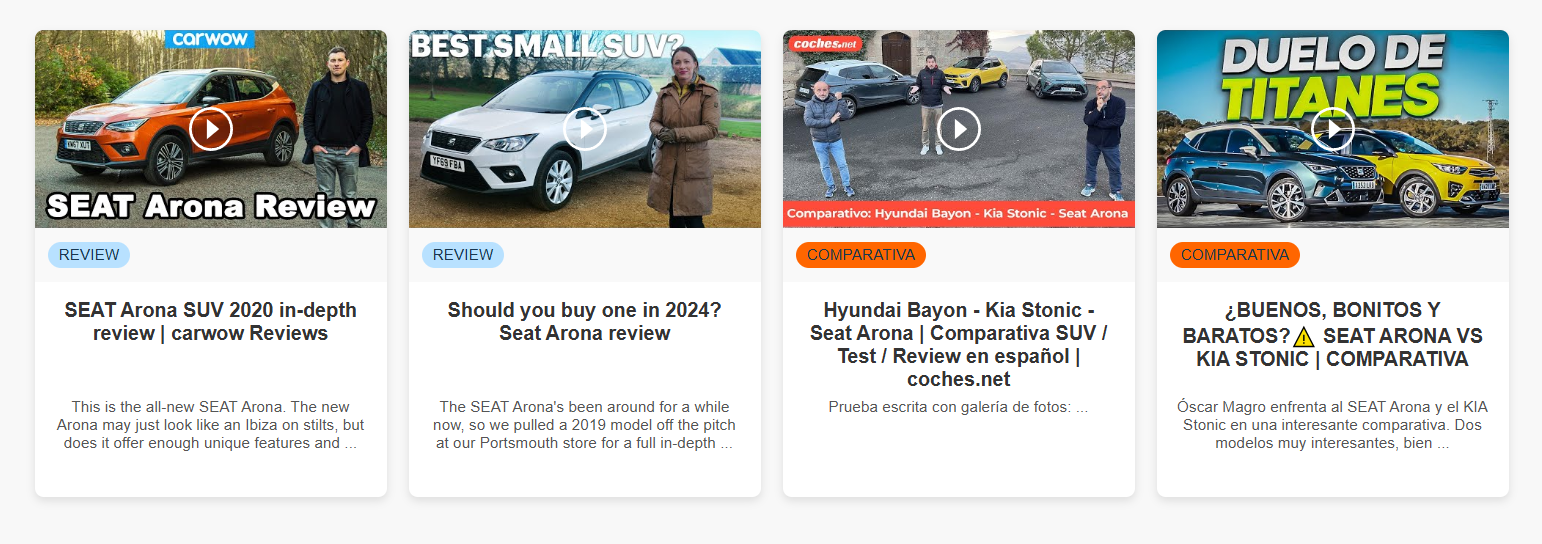 carwow
KM67 XUT
SEAT Arona Review
REVIEW
SEAT Arona SUV 2020 in-depth
review | carwow Reviews
This is the all-new SEAT Arona. The new
Arona may just look like an Ibiza on stilts, but
does it offer enough unique features and ...
BEST SMALL SUV?
YF69 FBA
REVIEW
Should you buy one in 2024?
Seat Arona review
The SEAT Arona's been around for a while
now, so we pulled a 2019 model off the pitch
at our Portsmouth store for a full in-depth ...
coches.net
Comparativo: Hyundai Bayon - Kia Stonic - Seat Arona
COMPARATIVA
Hyundai Bayon - Kia Stonic -
Seat Arona | Comparativa SUV /
Test / Review en español |
coches.net
Prueba escrita con galería de fotos: ...
DUELO DE
TITANES
COMPARATIVA
¿BUENOS, BONITOS Y
BARATOS?⚠️ SEAT ARONA VS
KIA STONIC | COMPARATIVA
Óscar Magro enfrenta al SEAT Arona y el KIA
Stonic en una interesante comparativa. Dos
modelos muy interesantes, bien ...